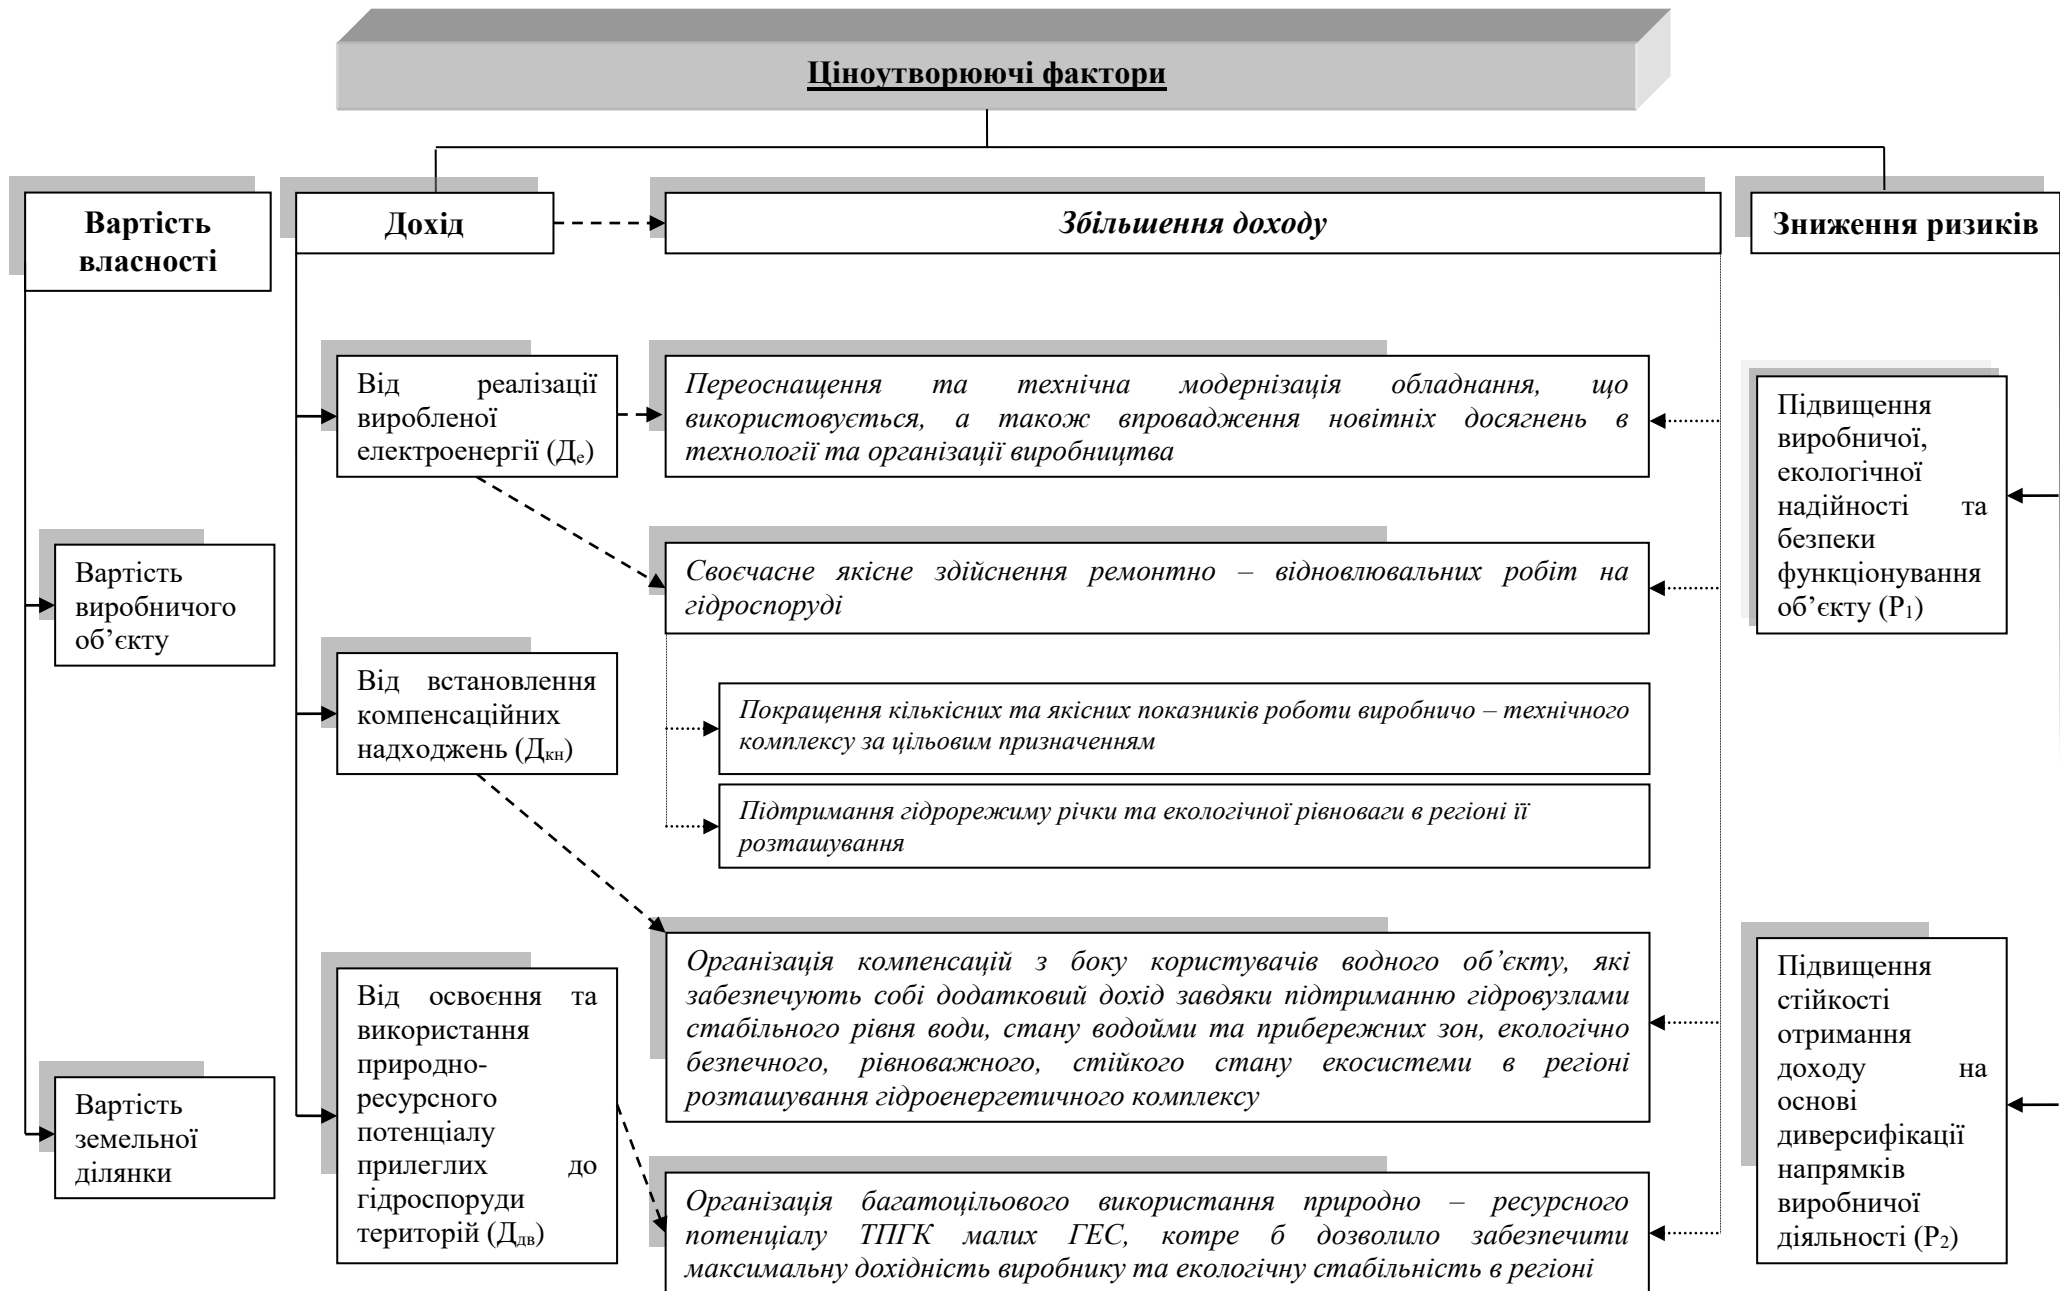 Ціноутворюючі фактори
Вартість
власності
Дохід
Збільшення доходу
Зниження ризиків
Від реалізації
виробленої
електроенергії (Дₑ)
Переоснащення та технічна модернізація обладнання, що
використовується, а також впровадження новітніх досягнень в
технології та організації виробництва
Підвищення
виробничої,
екологічної
надійності та
безпеки
функціонування
об’єкту (Р₁)
Вартість
виробничого
об’єкту
Своєчасне якісне здійснення ремонтно – відновлювальних робіт на
гідроспоруді
Від встановлення
компенсаційних
надходжень (Дкн)
Покращення кількісних та якісних показників роботи виробничо – технічного
комплексу за цільовим призначенням
Підтримання гідрорежиму річки та екологічної рівноваги в регіоні її
розташування
Організація компенсацій з боку користувачів водного об’єкту, які
забезпечують собі додатковий дохід завдяки підтриманню гідровузлами
стабільного рівня води, стану водойми та прибережних зон, екологічно
безпечного, рівноважного, стійкого стану екосистеми в регіоні
розташування гідроенергетичного комплексу
Від освоєння та
використання
природно-
ресурсного
потенціалу
прилеглих до
гідроспоруди
територій (Ддв)
Підвищення
стійкості
отримання
доходу на
основі
диверсифікації
напрямків
виробничої
діяльності (Р₂)
Вартість
земельної
ділянки
Організація багатоцільового використання природно – ресурсного
потенціалу ТПГК малих ГЕС, котре б дозволило забезпечити
максимальну дохідність виробнику та екологічну стабільність в регіоні